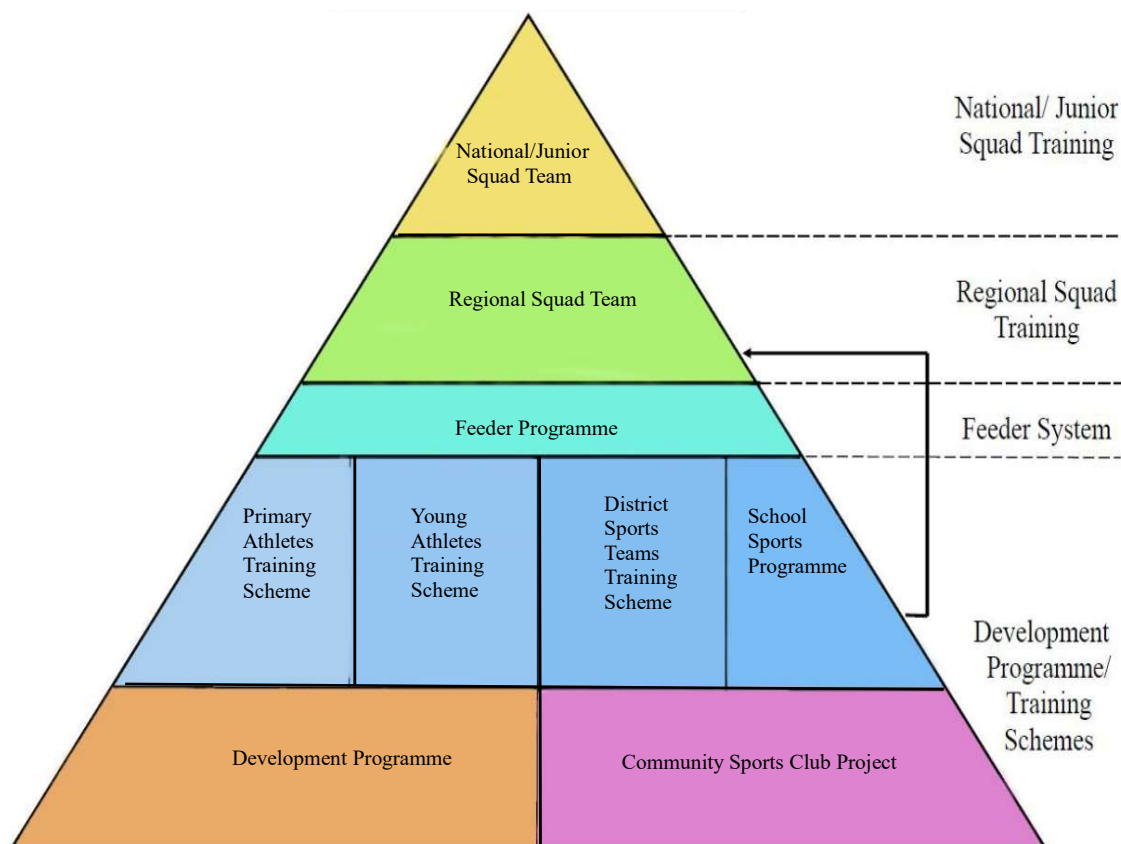 National/Junior
Squad Team
National/ Junior
Squad Training
Regional Squad Team
Regional Squad
Training
Feeder Programme
Feeder System
Primary
Athletes
Training
Scheme
Young
Athletes
Training
Scheme
District
Sports
Teams
Training
Scheme
School
Sports
Programme
Development
Programme/
Training
Schemes
Development Programme
Community Sports Club Project